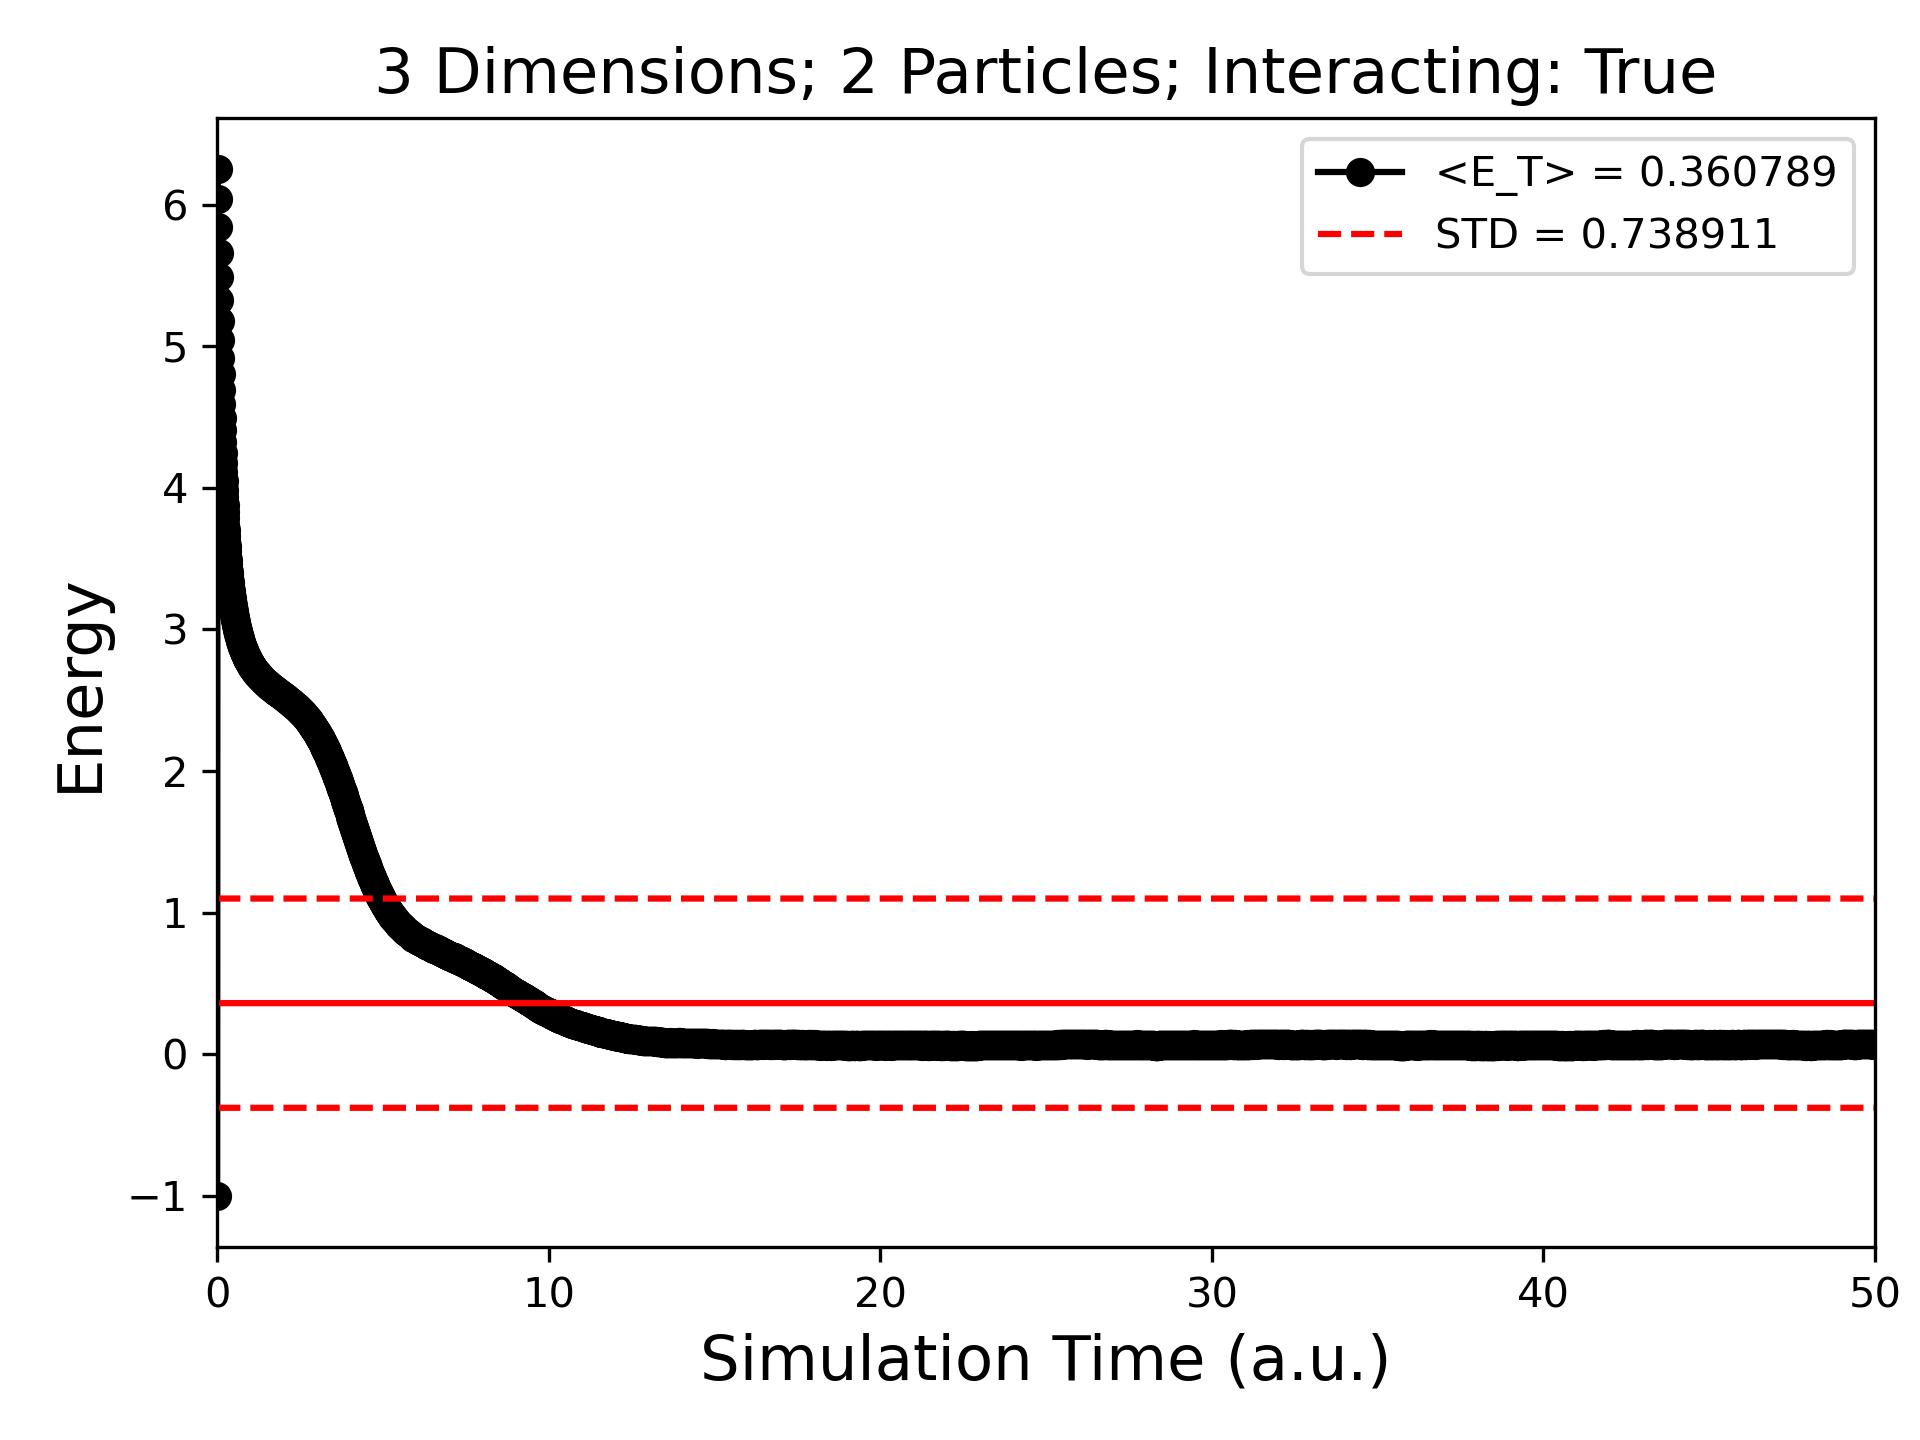 3 Dimensions; 2 Particles; Interacting: True
<E_T> = 0.360789
STD = 0.738911
6
5
4
3
2
1
0
−1
Energy
0 10 20 30 40 50
Simulation Time (a.u.)